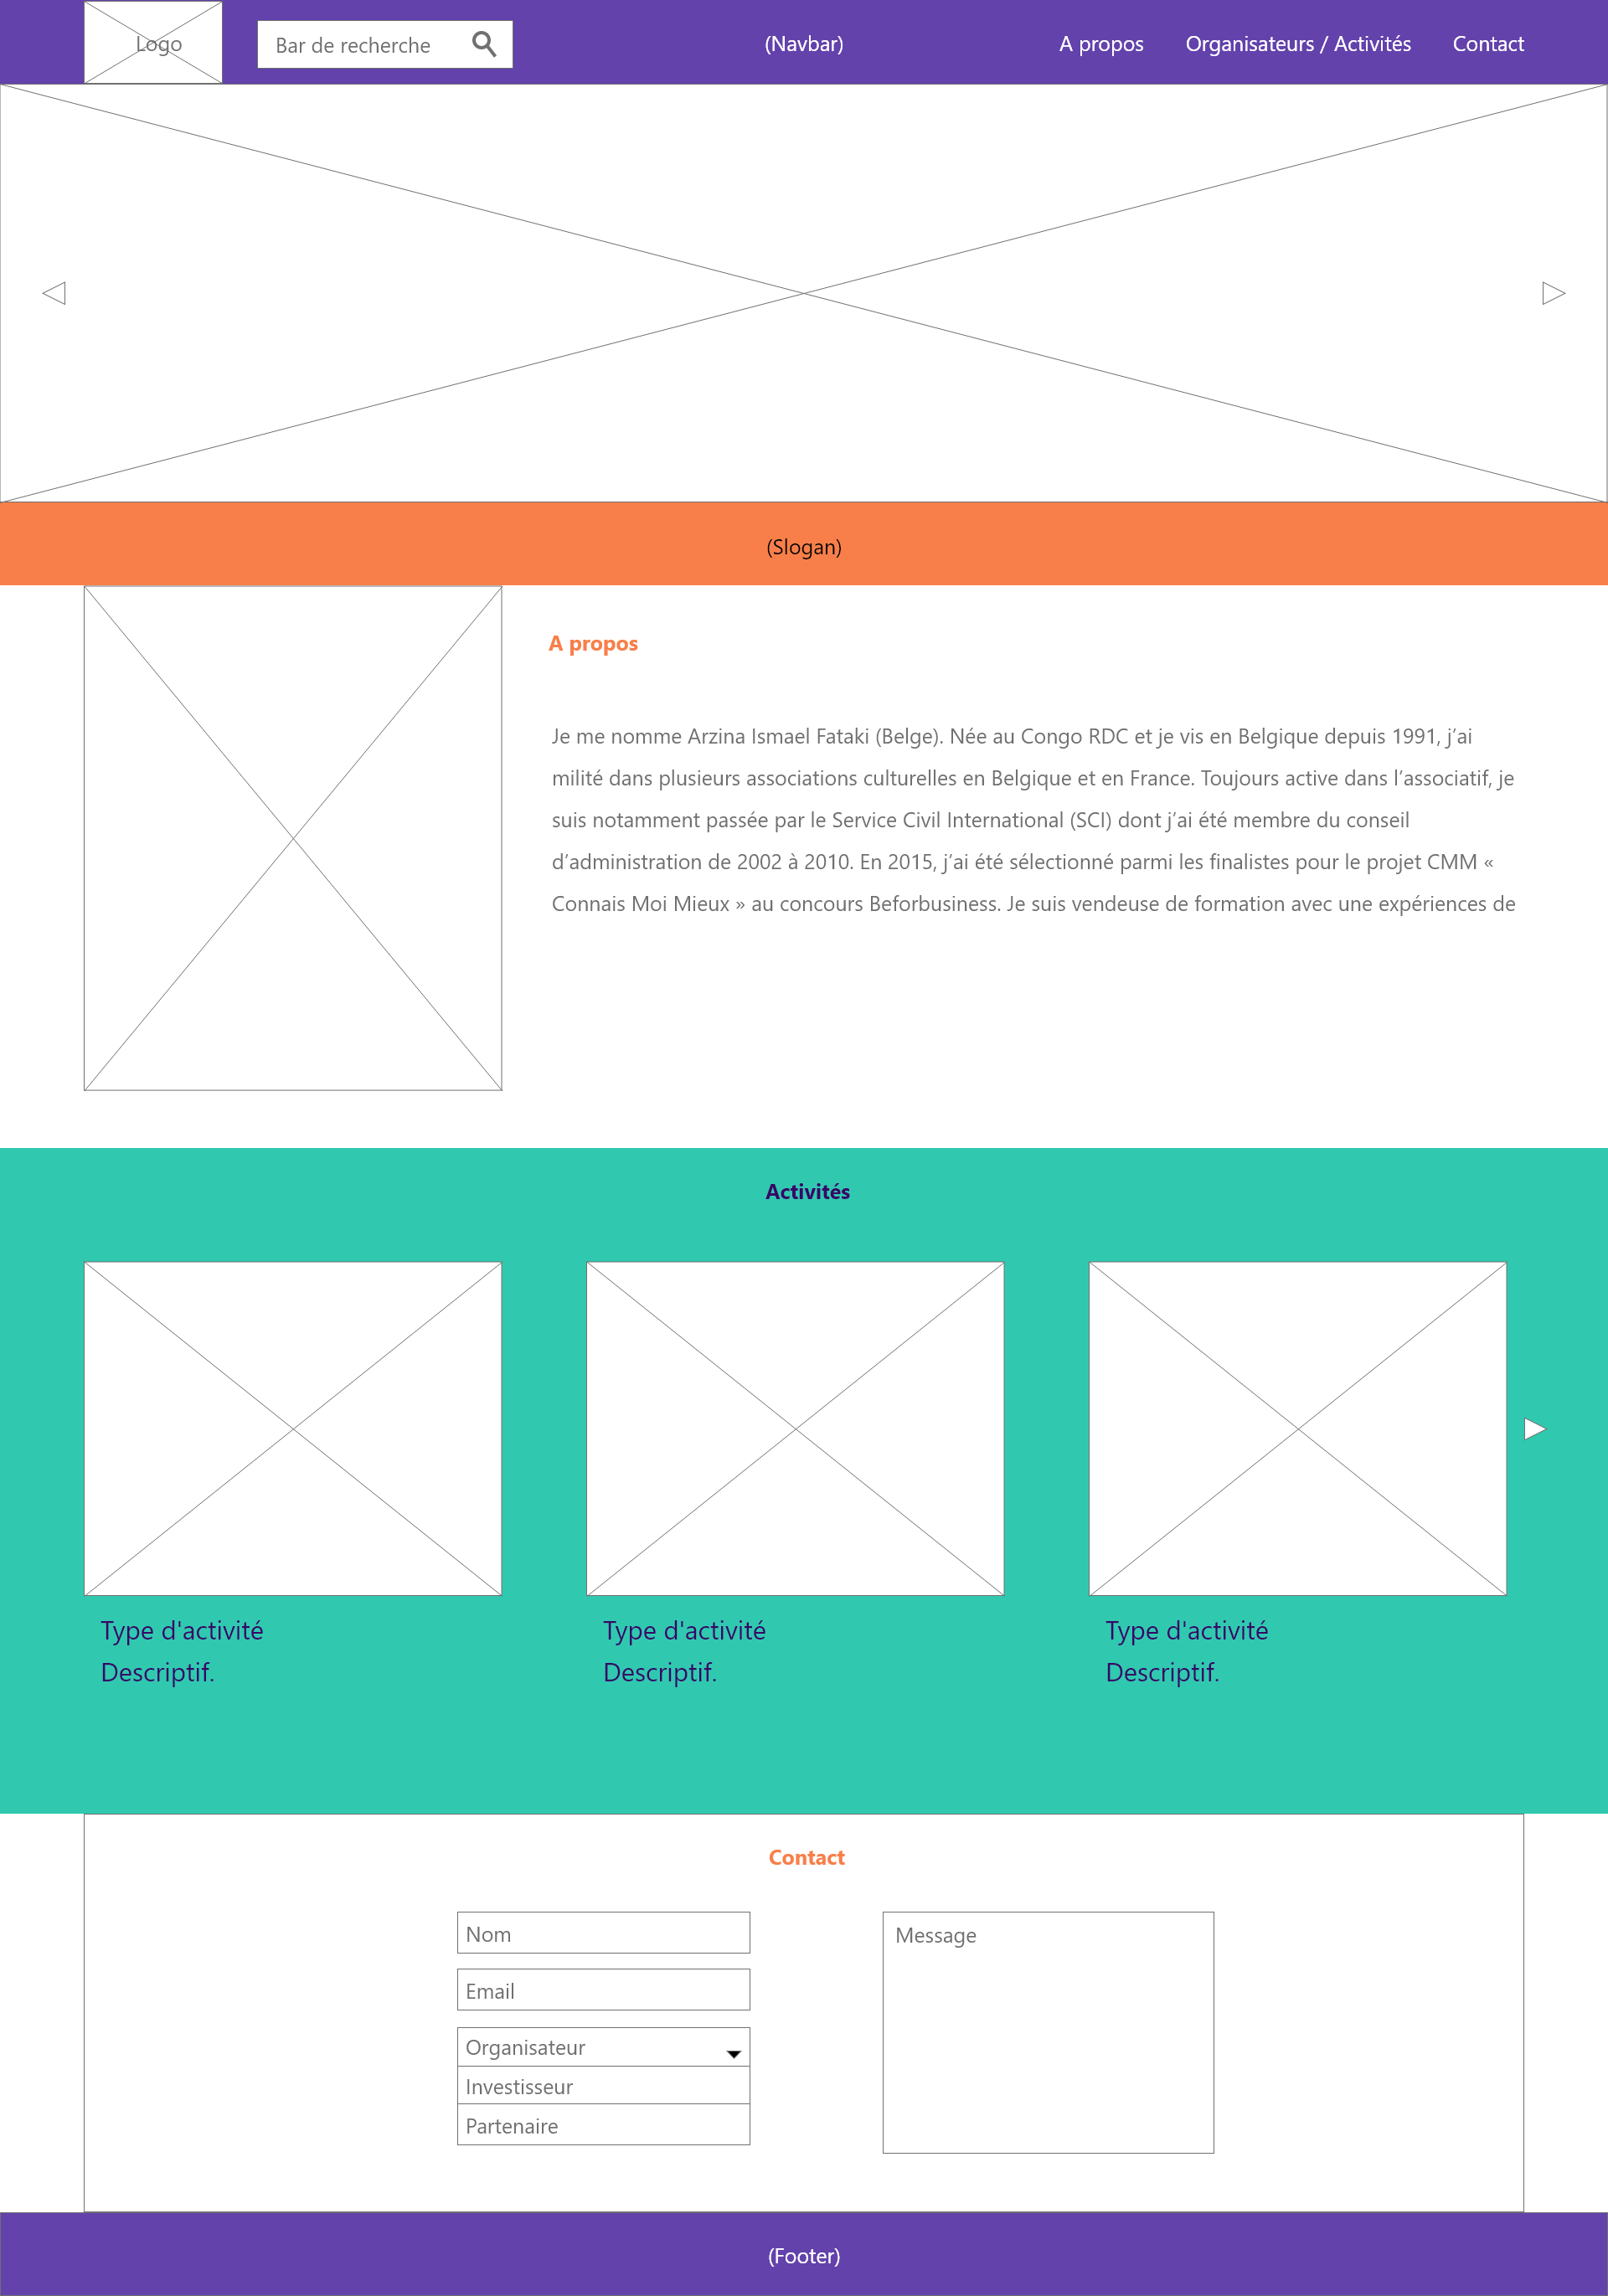 Logo
Bar de recherche
(Navbar)
A propos
Organisateurs / Activités
Contact
(Slogan)
A propos
Je me nomme Arzina Ismael Fataki (Belge). Née au Congo RDC et je vis en Belgique depuis 1991, j’ai
milité dans plusieurs associations culturelles en Belgique et en France. Toujours active dans l’associatif, je
suis notamment passée par le Service Civil International (SCI) dont j’ai été membre du conseil
d’administration de 2002 à 2010. En 2015, j’ai été sélectionné parmi les finalistes pour le projet CMM «
Connais Moi Mieux » au concours Beforbusiness. Je suis vendeuse de formation avec une expériences de
Activités
Type d'activité
Descriptif.
Type d'activité
Descriptif.
Type d'activité
Descriptif.
Contact
Nom
Email
Organisateur
Investisseur
Partenaire
Message
(Footer)